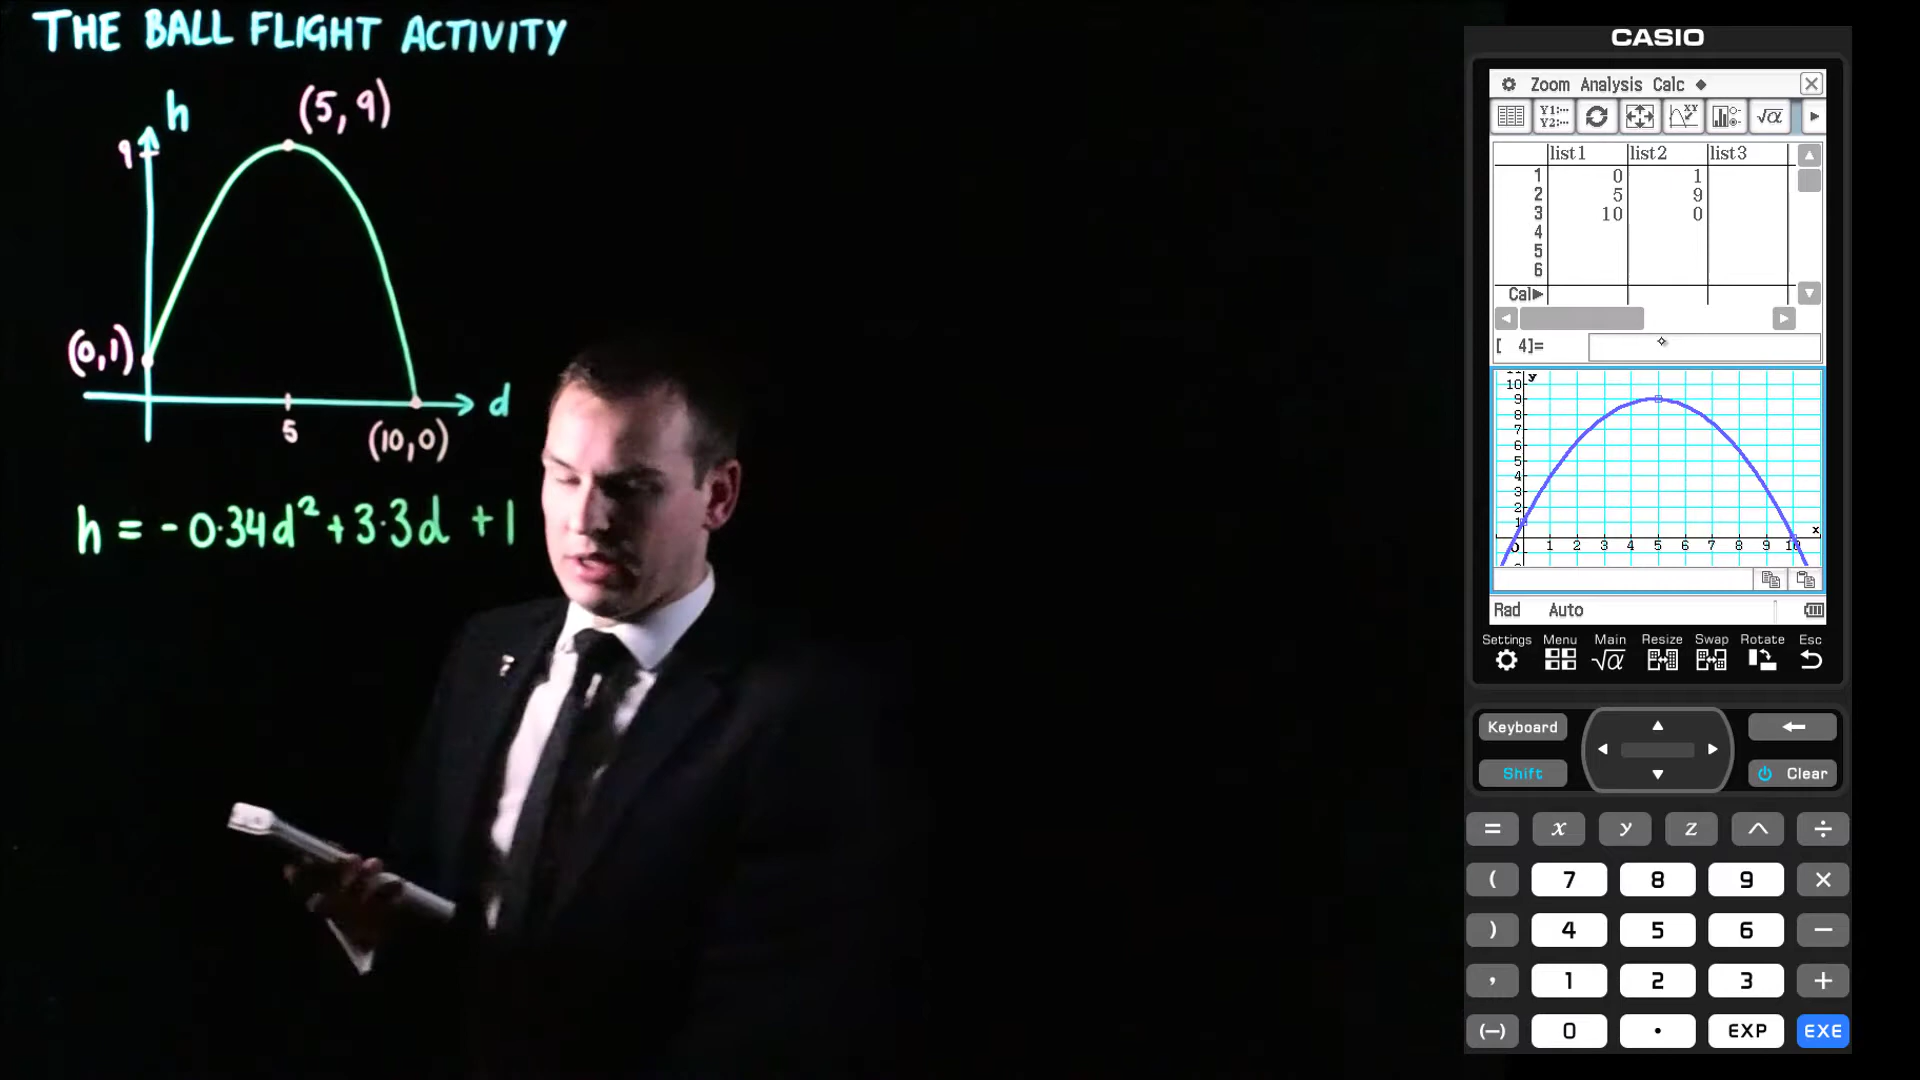 THE BALL FLIGHT ACTIVITY
h
(5, 9)
9
(0, 1)
d
5
(10, 0)
h = -0.34d² + 3.3d + 1
CASIO
Zoom Analysis Calc
Y1:...
Y2:...
XY
√α
list1 list2 list3
1 0 1
2 5 9
3 10 0
4
5
6
Cal▶
[ 4]=
y
11
10
9
8
7
6
5
4
3
2
1
0 1 2 3 4 5 6 7 8 9 10 x
Rad Auto
Settings Menu Main Resize Swap Rotate Esc
√α
Keyboard
Shift Clear
= x y z ^ ÷
( 7 8 9 ×
) 4 5 6 −
, 1 2 3 +
(−) 0 . EXP EXE